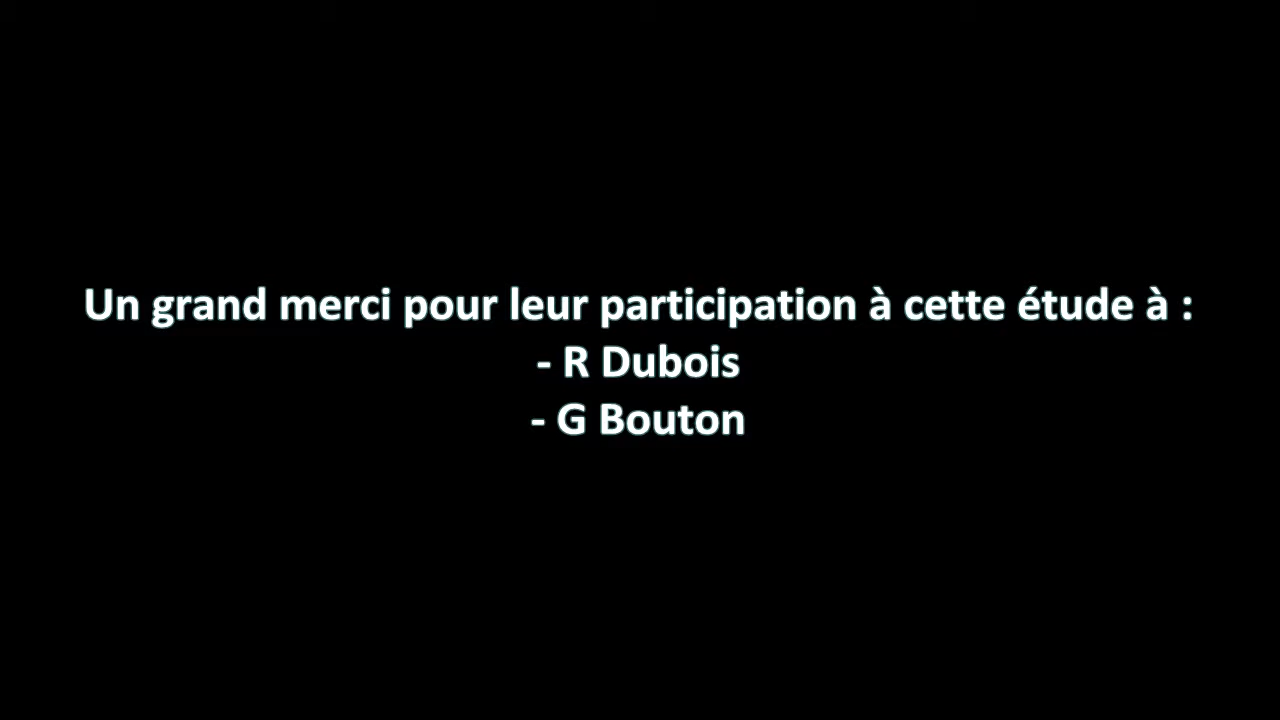 Un grand merci pour leur participation à cette étude à :
- R Dubois
- G Bouton